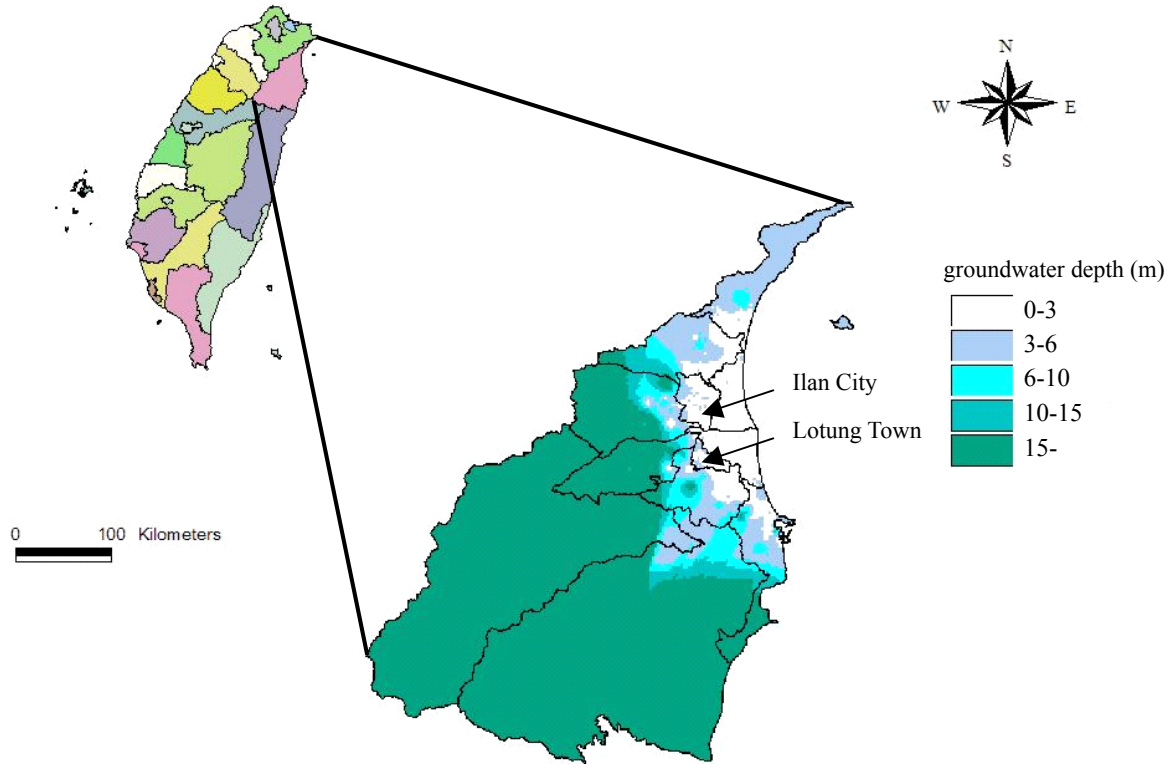 N
W E
S
groundwater depth (m)
0-3
3-6
6-10
10-15
15-
Ilan City
Lotung Town
0 100 Kilometers